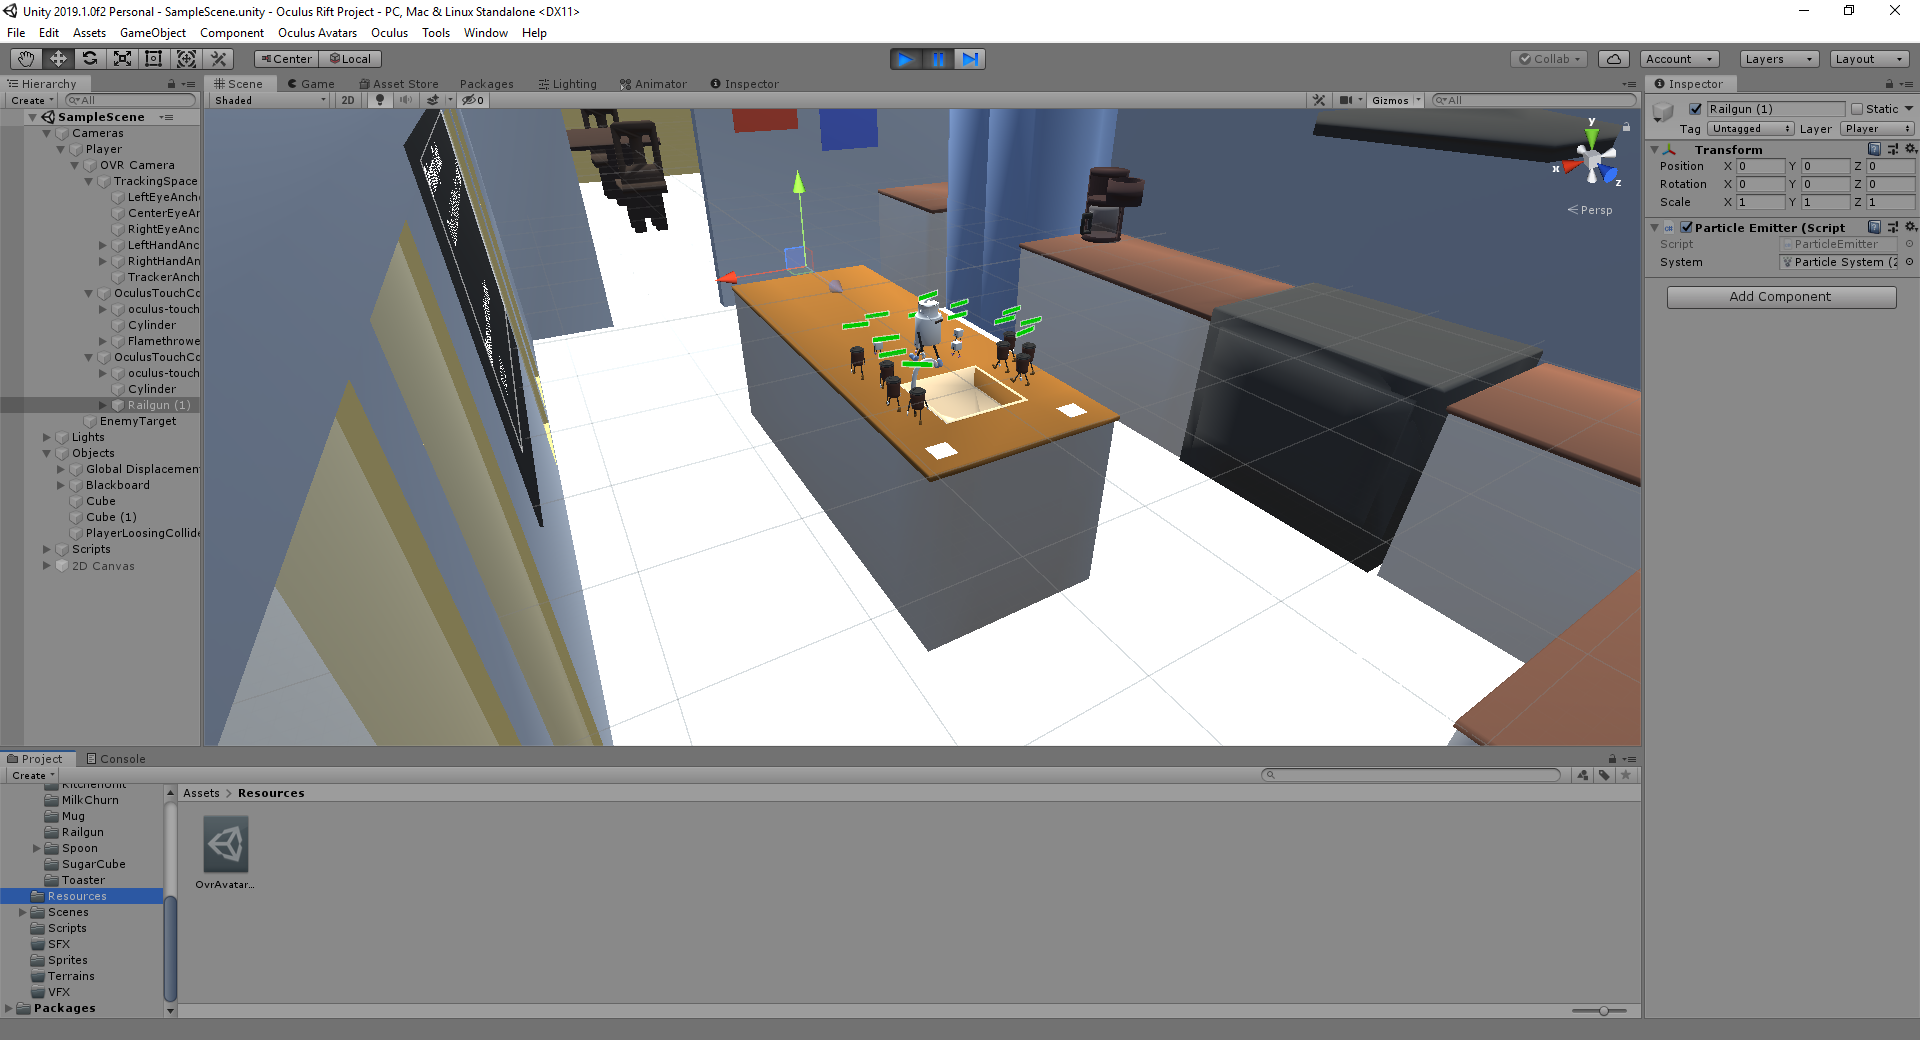 Unity 2019.1.0f2 Personal - SampleScene.unity - Oculus Rift Project - PC, Mac & Linux Standalone <DX11>
File Edit Assets GameObject Component Oculus Avatars Oculus Tools Window Help
Center Local Collab Account Layers Layout
Hierarchy Scene Game Asset Store Packages Lighting Animator Inspector Inspector
Create All Shaded 2D 0 Gizmos All
SampleScene
Cameras
Player
OVR Camera
TrackingSpace
LeftEyeAnch
CenterEyeAr
RightEyeAnc
LeftHandAnc
RightHandAn
TrackerAnch
OculusTouchCo
oculus-touch
Cylinder
Flamethrowe
OculusTouchCo
oculus-touch
Cylinder
Railgun (1)
EnemyTarget
Lights
Objects
Global Displacemen
Blackboard
Cube
Cube (1)
PlayerLoosingCollide
Scripts
2D Canvas
y
x
z
Persp
Railgun (1) Static
Tag Untagged Layer Player
Transform
Position X 0 Y 0 Z 0
Rotation X 0 Y 0 Z 0
Scale X 1 Y 1 Z 1
Particle Emitter (Script
Script ParticleEmitter
System Particle System (2
Add Component
Project Console
Create
KitchenUnit
MilkChurn
Mug
Railgun
Spoon
SugarCube
Toaster
Resources
Scenes
Scripts
SFX
Sprites
Terrains
VFX
Packages
Assets > Resources
OvrAvatar...